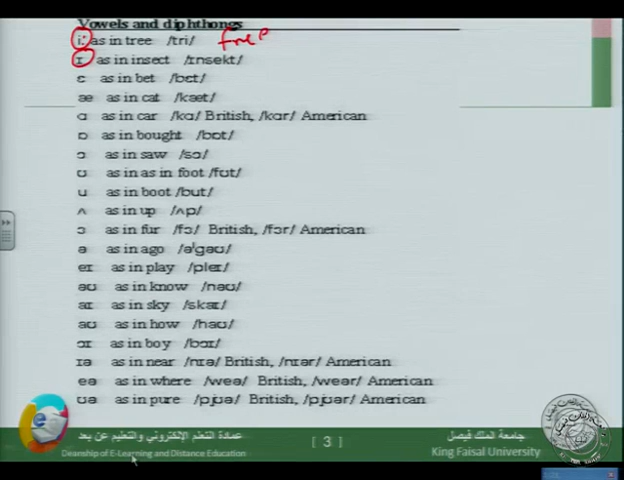 Vowels and diphthongs
i: as in tree /tri/ free
ɪ as in insect /ɪnsekt/
ɛ as in bet /bɛt/
æ as in cat /kæt/
ɑ as in car /kɑ/ British, /kɑr/ American
ɒ as in bought /bɒt/
ɔ as in saw /sɔ/
ʊ as in as in foot /fʊt/
u as in boot /but/
ʌ as in up /ʌp/
ɔ as in fur /fɔ/ British, /fɔr/ American
ə as in ago /əˈgəʊ/
eɪ as in play /pleɪ/
əʊ as in know /nəʊ/
aɪ as in sky /skaɪ/
aʊ as in how /haʊ/
ɔɪ as in boy /bɔɪ/
ɪə as in near /nɪə/ British, /nɪər/ American
eə as in where /weə/ British, /weər/ American
ʊə as in pure /pjʊə/ British, /pjʊər/ American
عمادة التعلم الإلكتروني والتعليم عن بعد
Deanship of E-Learning and Distance Education
[ 3 ]
جامعة الملك فيصل
King Faisal University